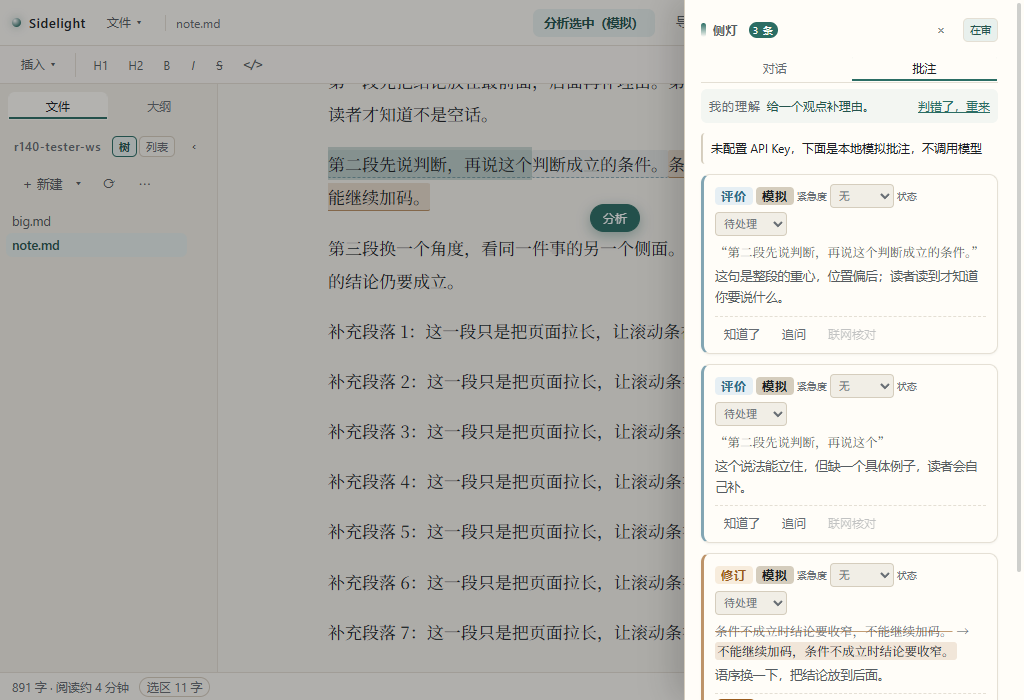 Sidelight 文件 note.md 分析选中（模拟）
插入 H1 H2 B I S </>
文件 大纲
r140-tester-ws 树 列表
+ 新建
big.md
note.md
读者才知道不是空话。
第二段先说判断，再说这个判断成立的条件。条
能继续加码。
分析
第三段换一个角度，看同一件事的另一个侧面。
的结论仍要成立。
补充段落 1：这一段只是把页面拉长，让滚动条
补充段落 2：这一段只是把页面拉长，让滚动条
补充段落 3：这一段只是把页面拉长，让滚动条
补充段落 4：这一段只是把页面拉长，让滚动条
补充段落 5：这一段只是把页面拉长，让滚动条
补充段落 6：这一段只是把页面拉长，让滚动条
补充段落 7：这一段只是把页面拉长，让滚动条
891 字 · 阅读约 4 分钟 选区 11 字
侧灯 3 条 × 在审
对话 批注
我的理解 给一个观点补理由。 判错了，重来
未配置 API Key，下面是本地模拟批注，不调用模型
评价 模拟 紧急度 无 状态
待处理
“第二段先说判断，再说这个判断成立的条件。”
这句是整段的重心，位置偏后；读者读到才知道
你要说什么。
知道了 追问 联网核对
评价 模拟 紧急度 无 状态
待处理
“第二段先说判断，再说这个”
这个说法能立住，但缺一个具体例子，读者会自
己补。
知道了 追问 联网核对
修订 模拟 紧急度 无 状态
待处理
条件不成立时结论要收窄，不能继续加码。 →
不能继续加码，条件不成立时结论要收窄。
语序换一下，把结论放到后面。